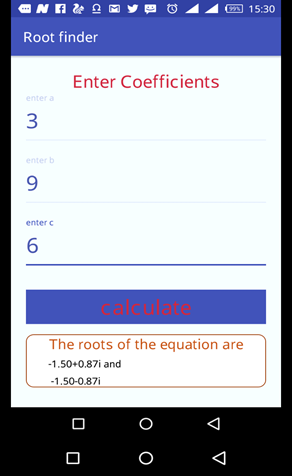 99%
15:30
Root finder
Enter Coefficients
enter a
3
enter b
9
enter c
6
calculate
The roots of the equation are
-1.50+0.87i and
-1.50-0.87i